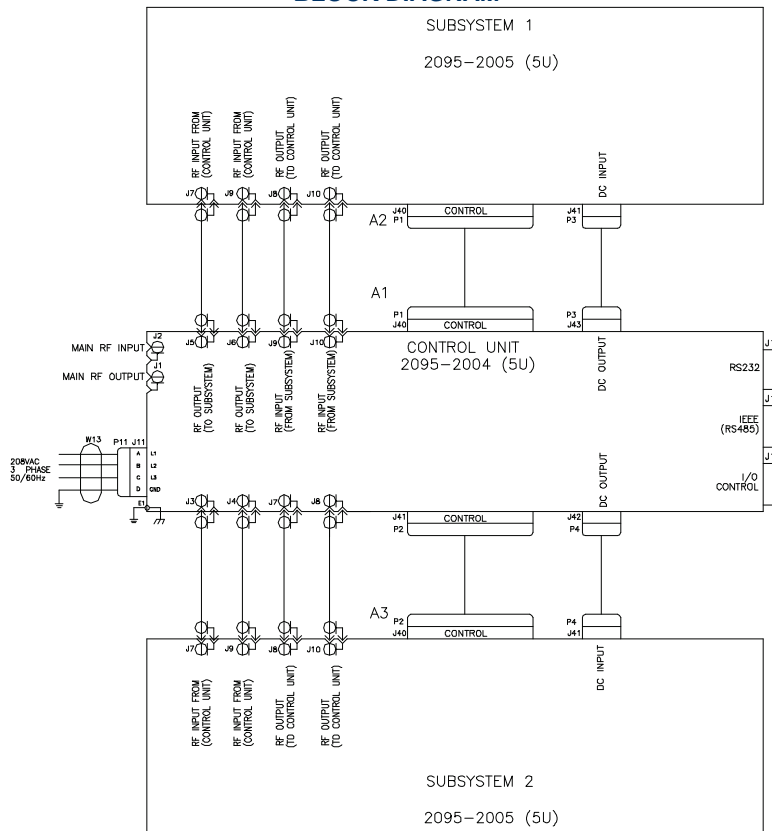 BLOCK DIAGRAM
SUBSYSTEM 1
2095-2005 (5U)
RF INPUT FROM
(CONTROL UNIT)
RF INPUT FROM
(CONTROL UNIT)
RF OUTPUT
(TO CONTROL UNIT)
RF OUTPUT
(TO CONTROL UNIT)
DC INPUT
J7
J9
J8
J10
A2
J40
CONTROL
P1
J41
P3
A1
P1
J40
CONTROL
P3
J43
J5
J6
J9
J10
J2
MAIN RF INPUT
J1
MAIN RF OUTPUT
RF OUTPUT
(TO SUBSYSTEM)
RF OUTPUT
(TO SUBSYSTEM)
RF INPUT
(FROM SUBSYSTEM)
RF INPUT
(FROM SUBSYSTEM)
CONTROL UNIT
2095-2004 (5U)
DC OUTPUT
J1
RS232
J1
IEEE
(RS485)
J1
I/O
CONTROL
W13
P11 J11
208VAC
3 PHASE
50/60Hz
A L1
B L2
C L3
D GND
E1
DC OUTPUT
J3
J4
J7
J8
J41
CONTROL
P2
J42
P4
A3
P2
J40
CONTROL
P4
J41
J7
J9
J8
J10
RF INPUT FROM
(CONTROL UNIT)
RF INPUT FROM
(CONTROL UNIT)
RF OUTPUT
(TO CONTROL UNIT)
RF OUTPUT
(TO CONTROL UNIT)
DC INPUT
SUBSYSTEM 2
2095-2005 (5U)